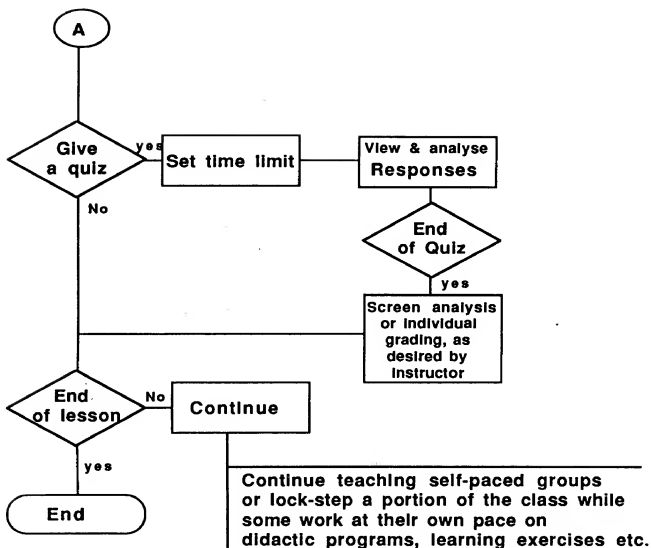 A
Give
a quiz
yes
Set time limit
View & analyse
Responses
No
End
of Quiz
yes
Screen analysis
or Individual
grading, as
desired by
Instructor
End
of lesson
No
Continue
yes
End
Continue teaching self-paced groups
or lock-step a portion of the class while
some work at their own pace on
didactic programs, learning exercises etc.